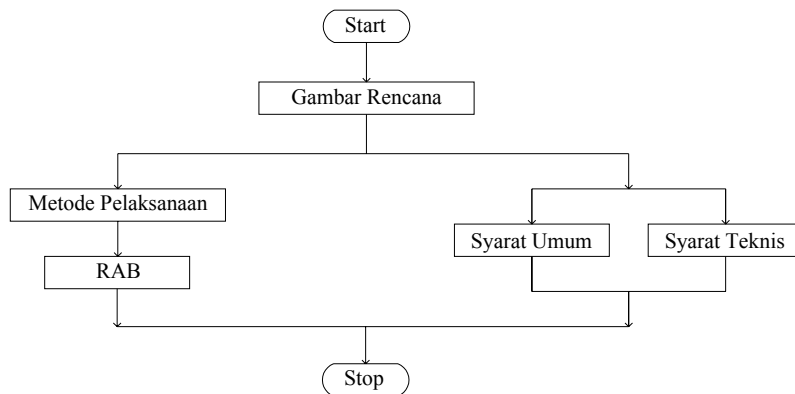 Start
Gambar Rencana
Metode Pelaksanaan
Syarat Umum
Syarat Teknis
RAB
Stop